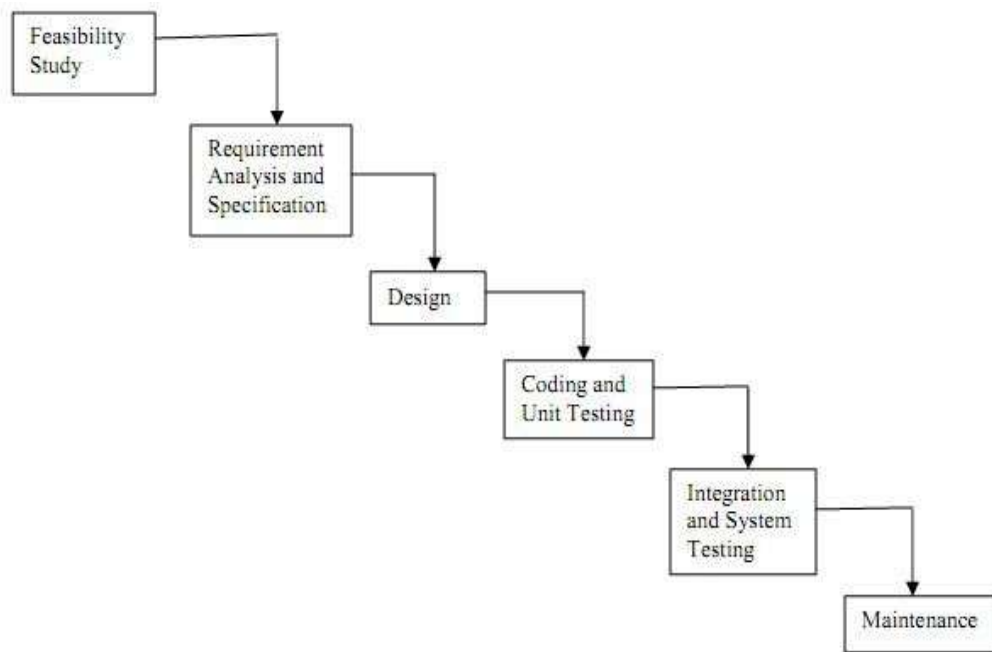 Feasibility
Study
Requirement
Analysis and
Specification
Design
Coding and
Unit Testing
Integration
and System
Testing
Maintenance